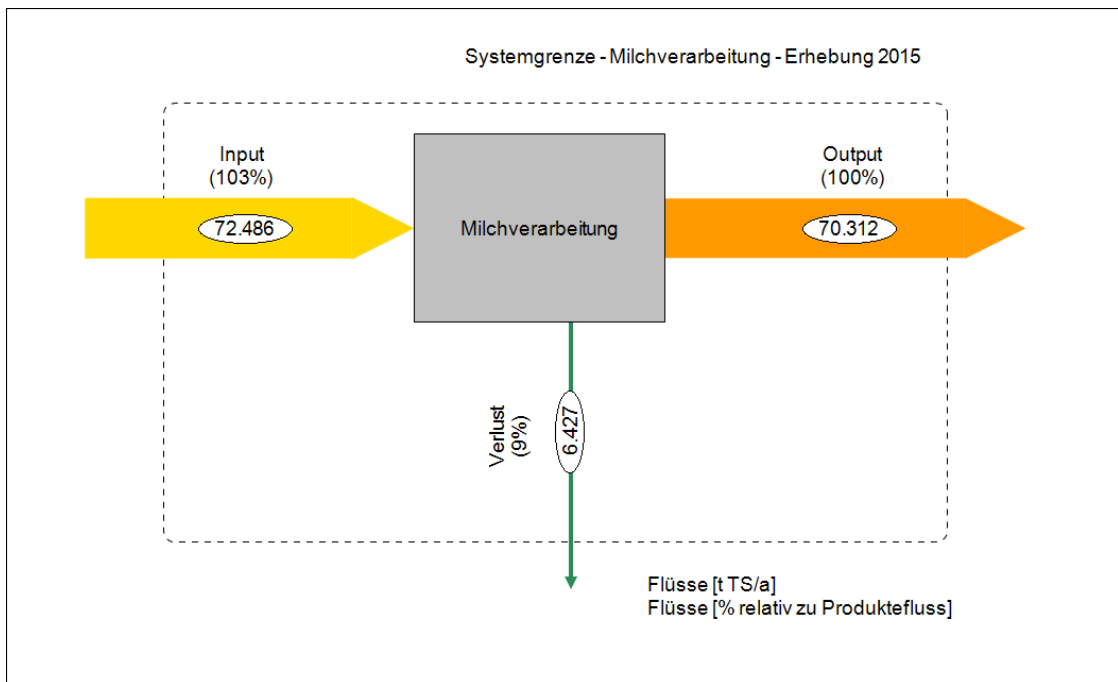 Systemgrenze - Milchverarbeitung - Erhebung 2015
Input
(103%)
72.486
Milchverarbeitung
Output
(100%)
70.312
Verlust
(9%)
6.427
Flüsse [t TS/a]
Flüsse [% relativ zu Produktefluss]